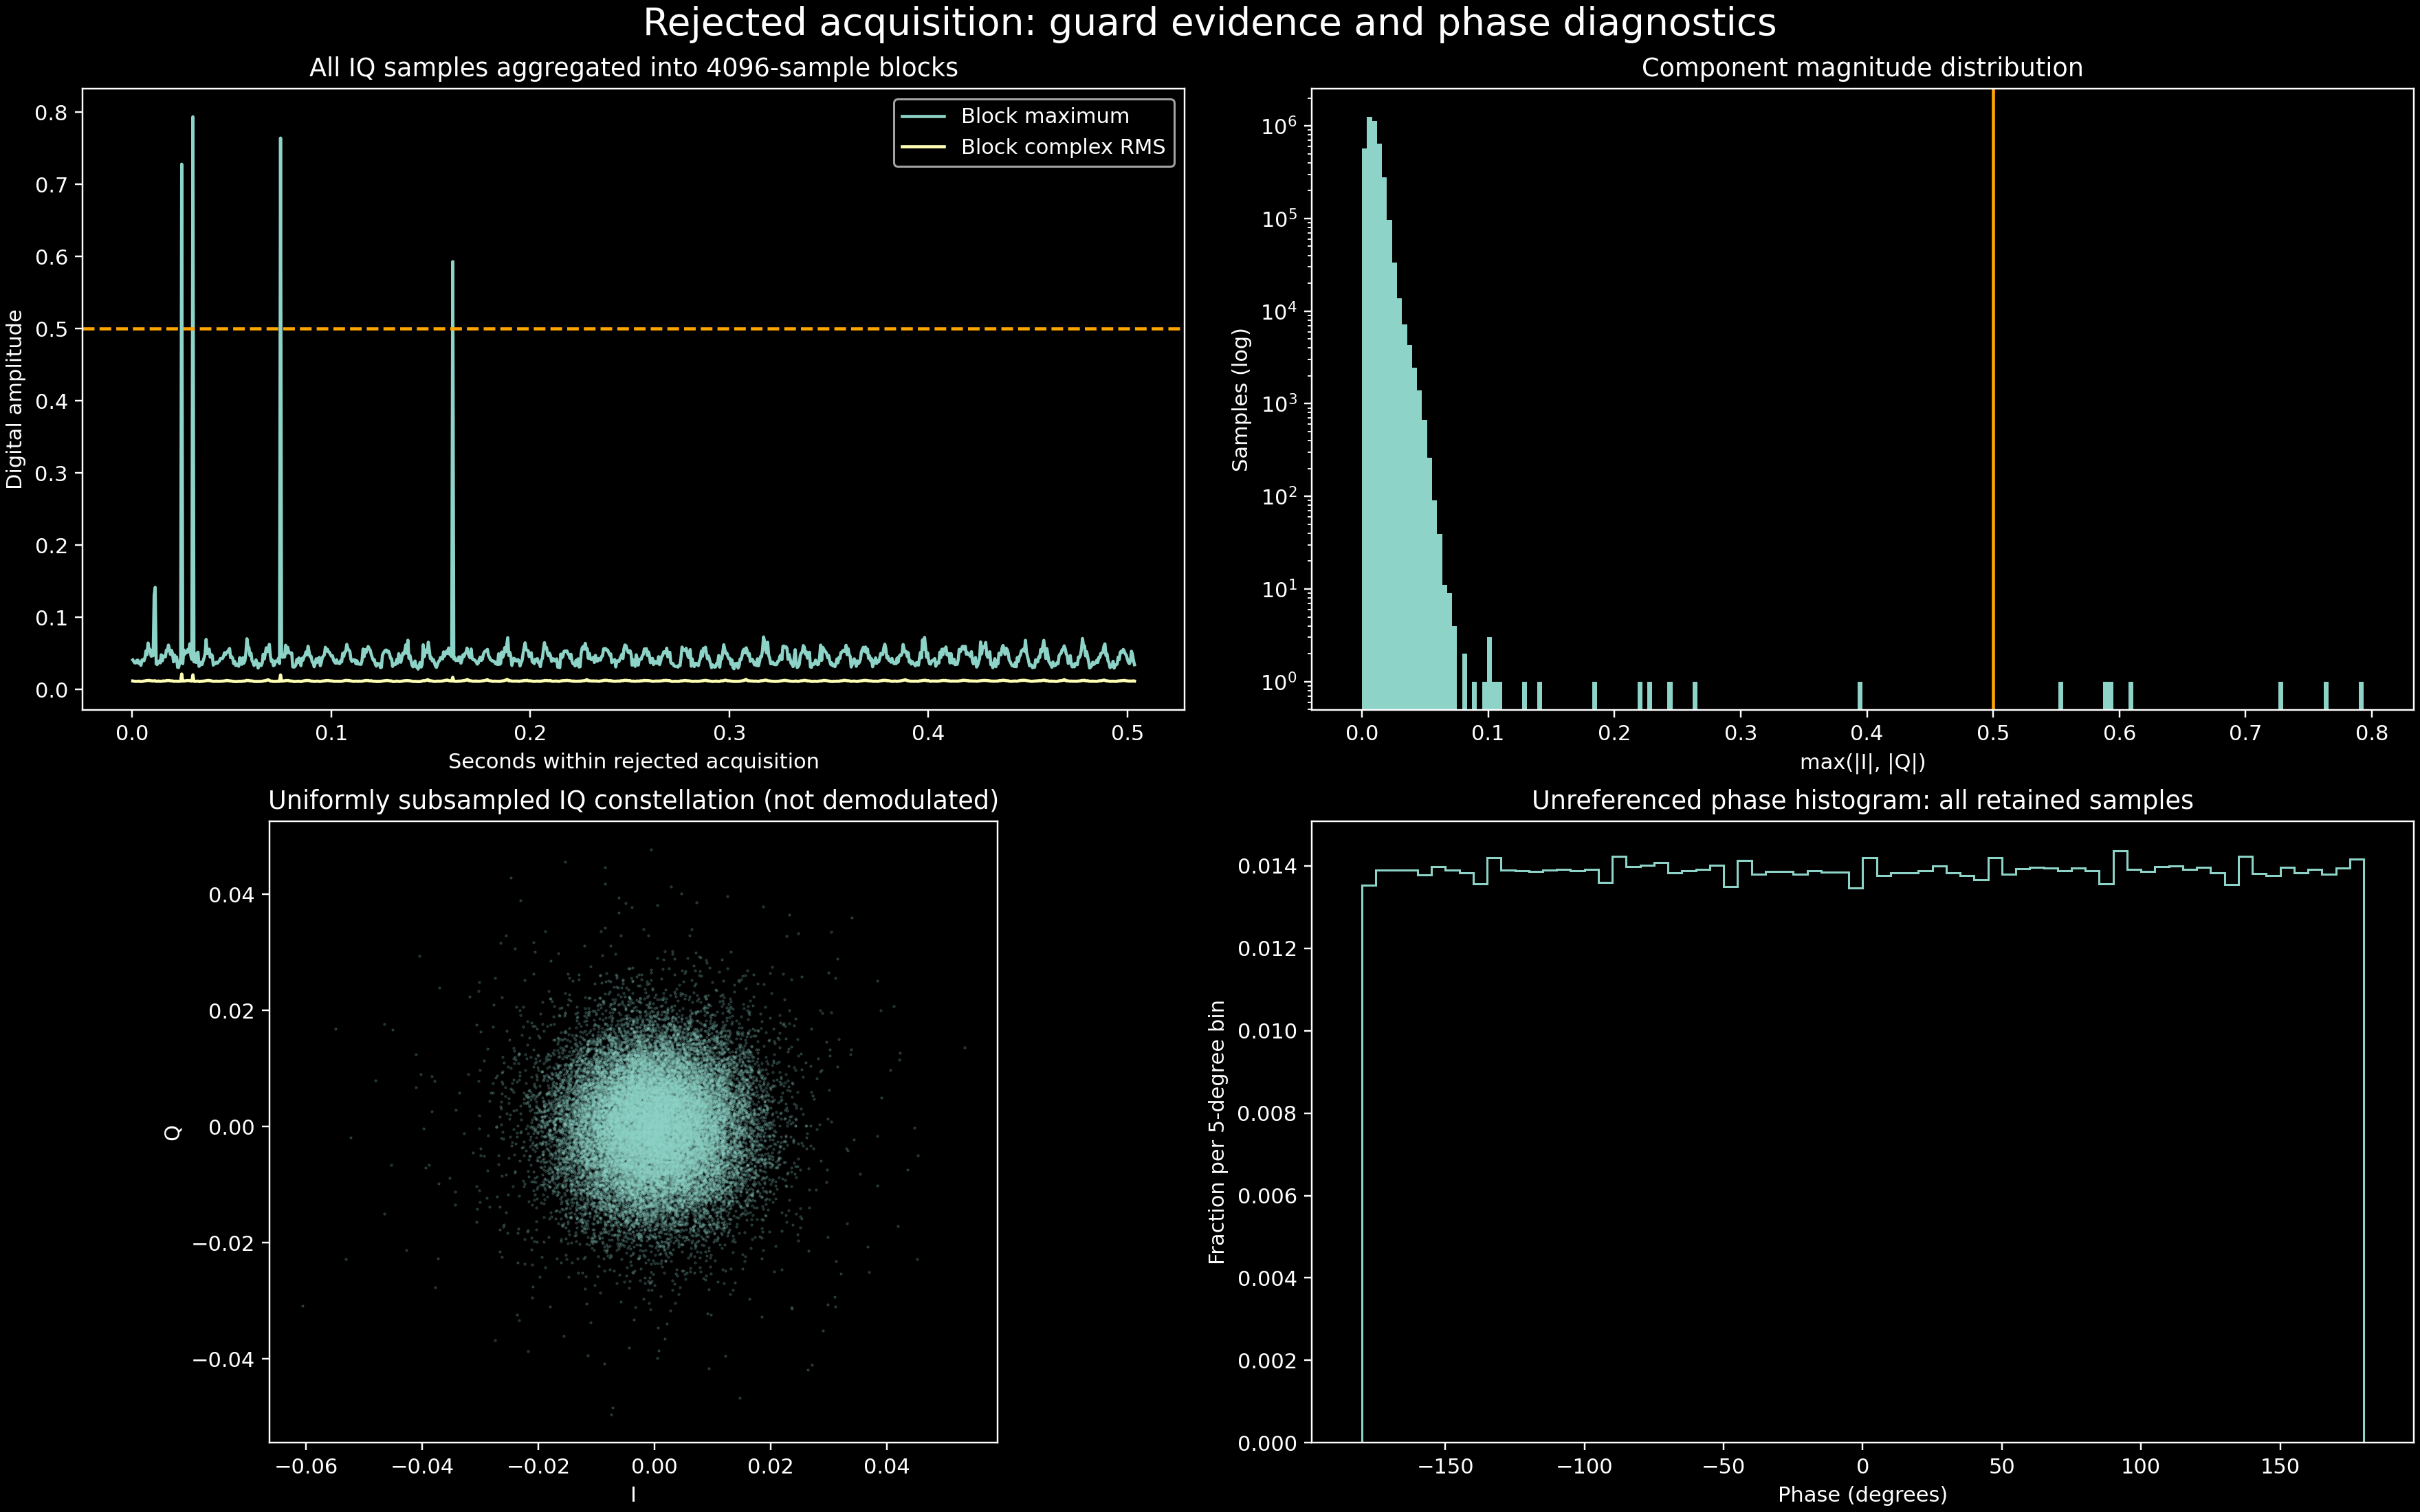 Rejected acquisition: guard evidence and phase diagnostics
All IQ samples aggregated into 4096-sample blocks
Digital amplitude
0.8
0.7
0.6
0.5
0.4
0.3
0.2
0.1
0.0
Block maximum
Block complex RMS
0.0 0.1 0.2 0.3 0.4 0.5
Seconds within rejected acquisition
Component magnitude distribution
Samples (log)
10⁶
10⁵
10⁴
10³
10²
10¹
10⁰
0.0 0.1 0.2 0.3 0.4 0.5 0.6 0.7 0.8
max(|I|, |Q|)
Uniformly subsampled IQ constellation (not demodulated)
Q
0.04
0.02
0.00
−0.02
−0.04
−0.06 −0.04 −0.02 0.00 0.02 0.04
I
Unreferenced phase histogram: all retained samples
Fraction per 5-degree bin
0.014
0.012
0.010
0.008
0.006
0.004
0.002
0.000
−150 −100 −50 0 50 100 150
Phase (degrees)